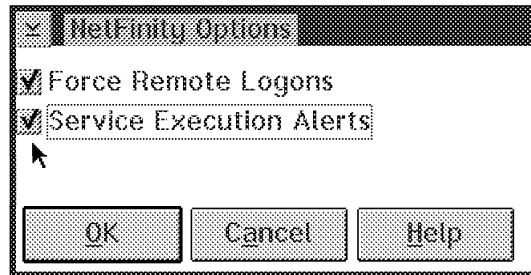 NetFinity Options
Force Remote Logons
Service Execution Alerts
OK Cancel Help